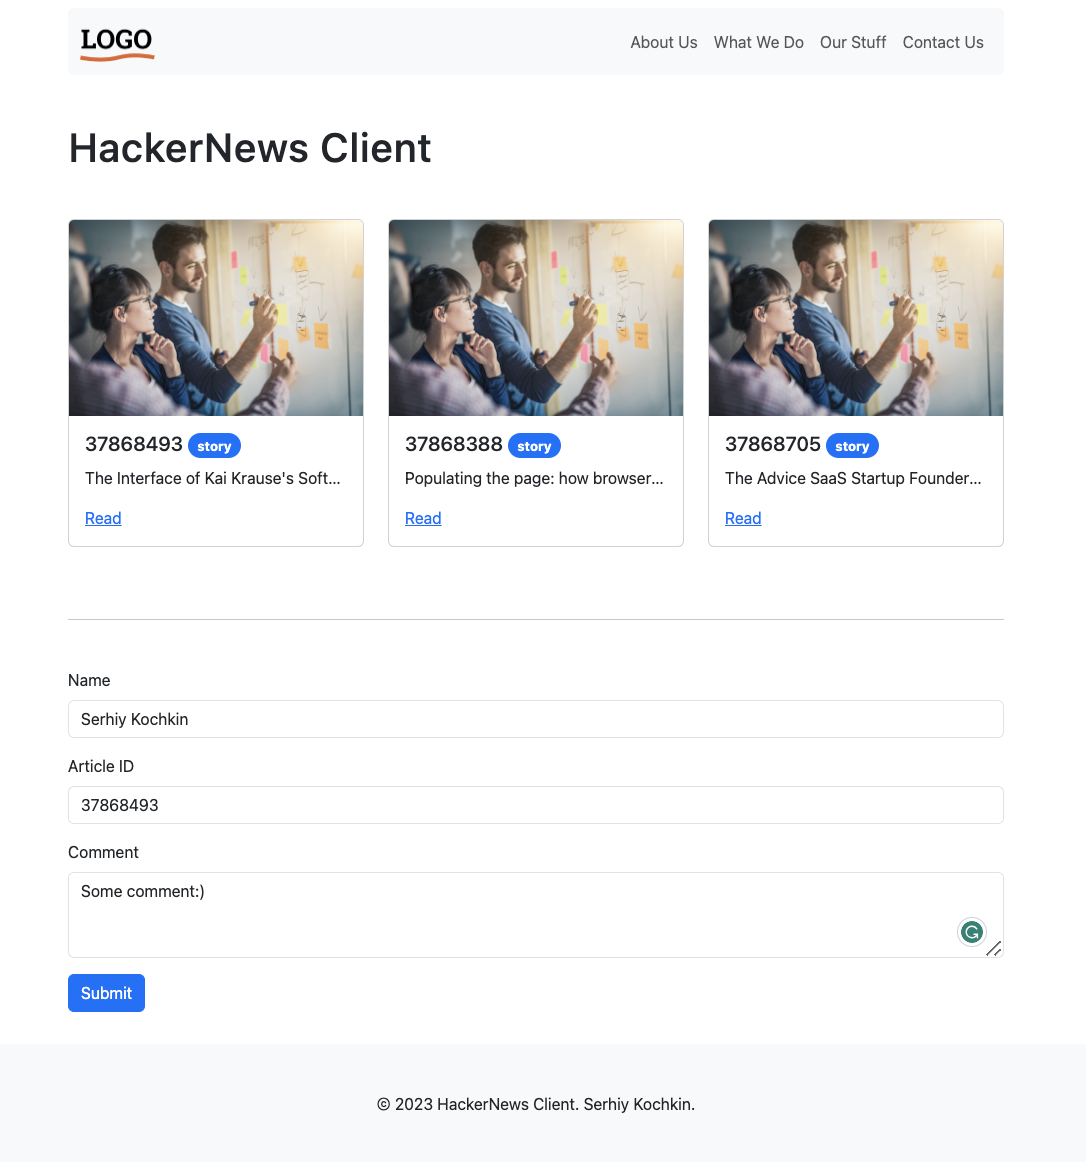 LOGO
About Us What We Do Our Stuff Contact Us
HackerNews Client
37868493 story
The Interface of Kai Krause's Soft...
Read
37868388 story
Populating the page: how browser...
Read
37868705 story
The Advice SaaS Startup Founder...
Read
Name
Serhiy Kochkin
Article ID
37868493
Comment
Some comment:)
Submit
© 2023 HackerNews Client. Serhiy Kochkin.